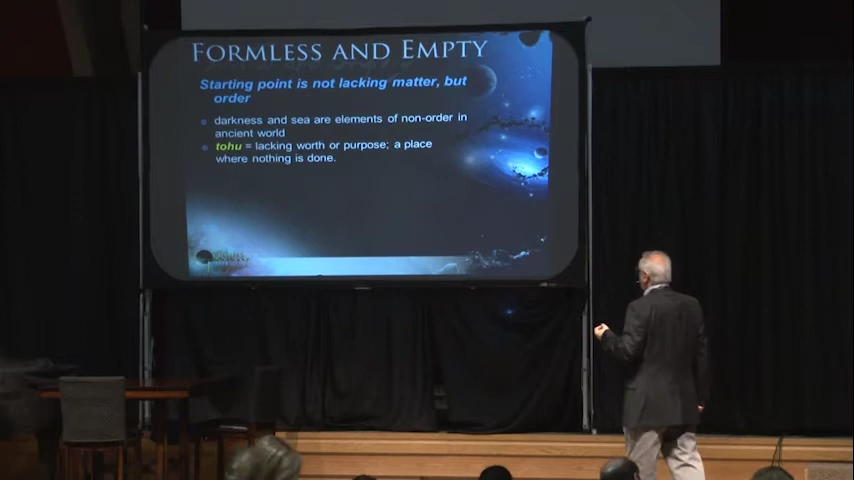 FORMLESS AND EMPTY
Starting point is not lacking matter, but
order
darkness and sea are elements of non-order in
ancient world
tohu = lacking worth or purpose; a place
where nothing is done.